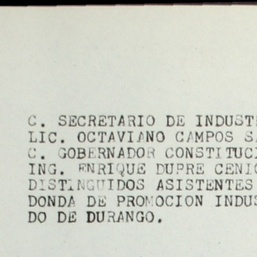 C. SECRETARIO DE INDUST
LIC. OCTAVIANO CAMPOS S
C. GOBERNADOR CONSTITUCI
ING. ENRIQUE DUPRE CENI
DISTINGUIDOS ASISTENTES
DONDA DE PROMOCION INDUS
DO DE DURANGO.